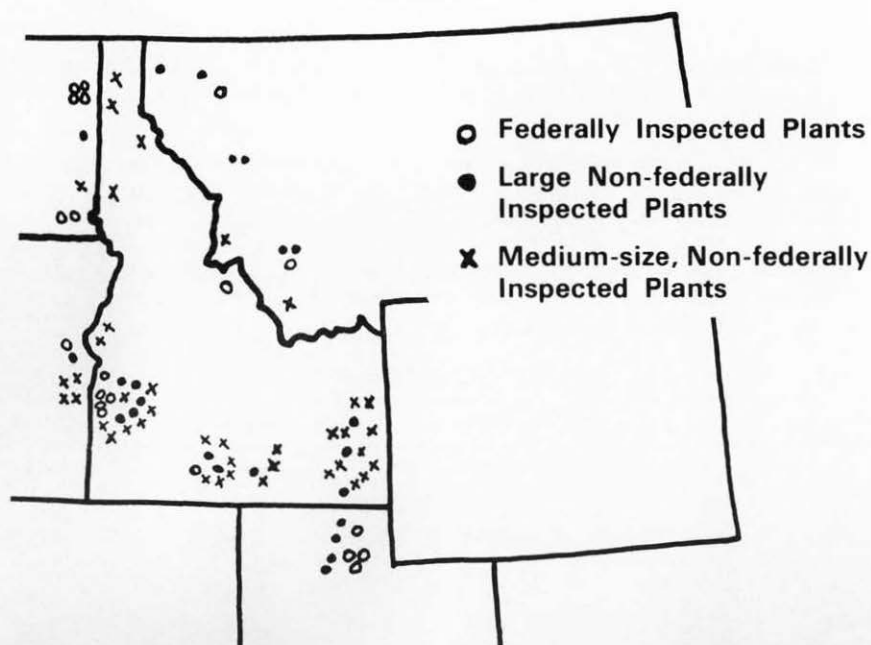 Federally Inspected Plants
Large Non-federally
Inspected Plants
Medium-size, Non-federally
Inspected Plants